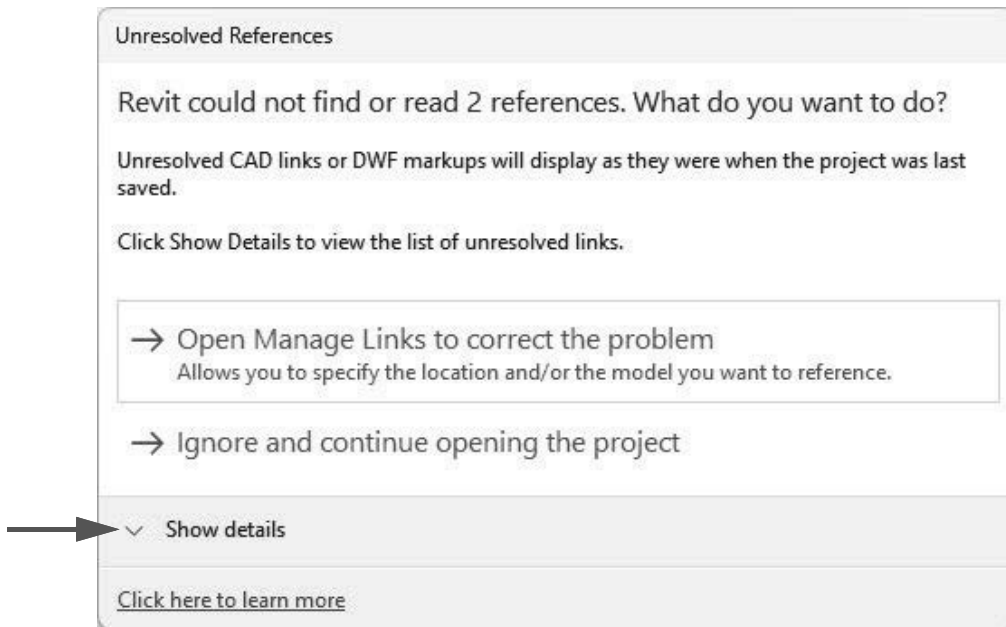 Unresolved References
Revit could not find or read 2 references. What do you want to do?
Unresolved CAD links or DWF markups will display as they were when the project was last
saved.
Click Show Details to view the list of unresolved links.
Open Manage Links to correct the problem
Allows you to specify the location and/or the model you want to reference.
Ignore and continue opening the project
Show details
Click here to learn more